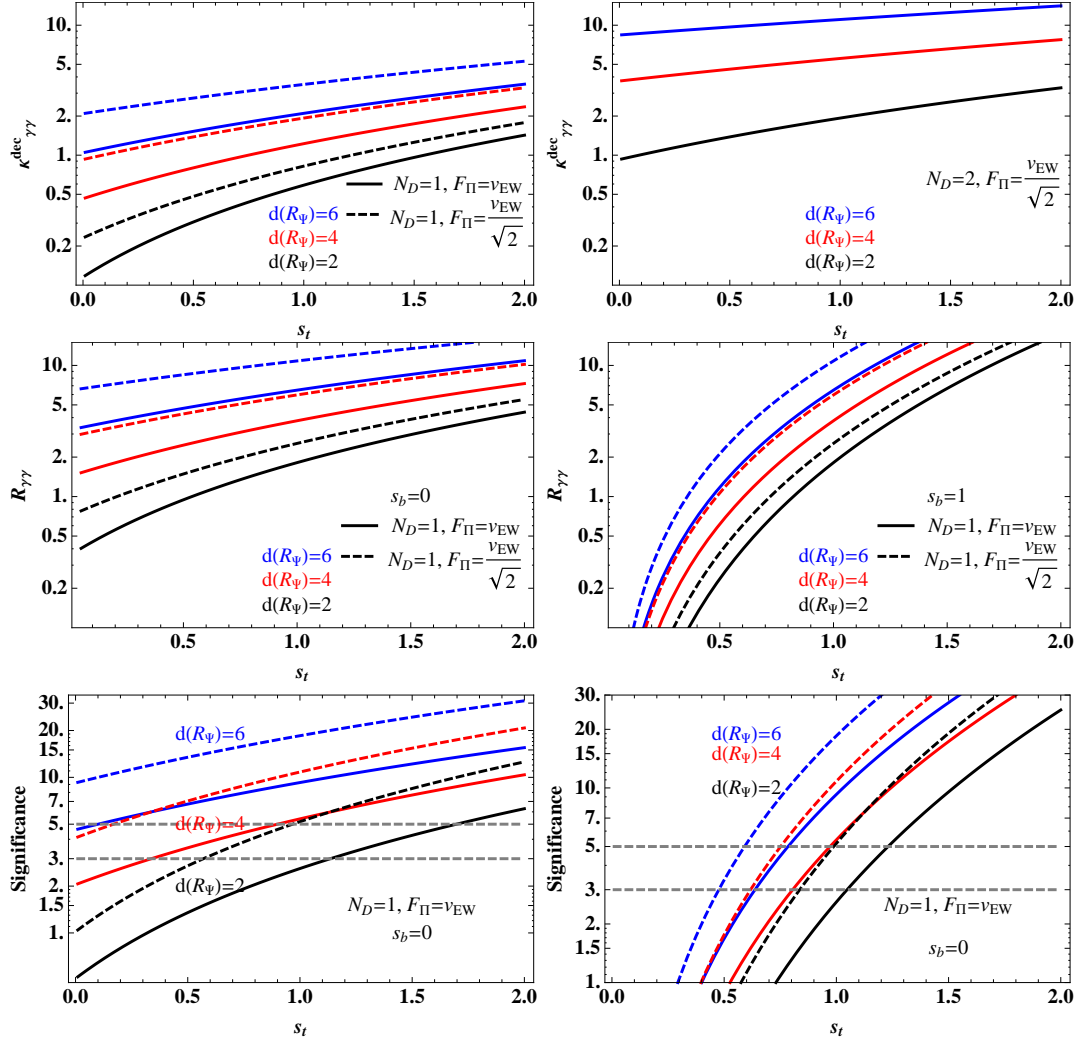 κ^dec_γγ
10.
5.
2.
1.
0.5
0.2
N_D=1, F_Π=v_EW
N_D=1, F_Π=v_EW/√2
d(R_Ψ)=6
d(R_Ψ)=4
d(R_Ψ)=2
0.0 0.5 1.0 1.5 2.0
s_t
κ^dec_γγ
10.
5.
2.
1.
0.5
0.2
N_D=2, F_Π=v_EW/√2
d(R_Ψ)=6
d(R_Ψ)=4
d(R_Ψ)=2
0.0 0.5 1.0 1.5 2.0
s_t
R_γγ
10.
5.
2.
1.
0.5
0.2
s_b=0
N_D=1, F_Π=v_EW
N_D=1, F_Π=v_EW/√2
d(R_Ψ)=6
d(R_Ψ)=4
d(R_Ψ)=2
0.5 1.0 1.5 2.0
s_t
R_γγ
10.
5.
2.
1.
0.5
0.2
s_b=1
N_D=1, F_Π=v_EW
N_D=1, F_Π=v_EW/√2
d(R_Ψ)=6
d(R_Ψ)=4
d(R_Ψ)=2
0.5 1.0 1.5 2.0
s_t
Significance
30.
20.
15.
10.
7.
5.
3.
2.
1.5
1.
d(R_Ψ)=6
d(R_Ψ)=4
d(R_Ψ)=2
N_D=1, F_Π=v_EW
s_b=0
0.0 0.5 1.0 1.5 2.0
s_t
Significance
30.
20.
15.
10.
7.
5.
3.
2.
1.5
1.
d(R_Ψ)=6
d(R_Ψ)=4
d(R_Ψ)=2
N_D=1, F_Π=v_EW
s_b=0
0.0 0.5 1.0 1.5 2.0
s_t